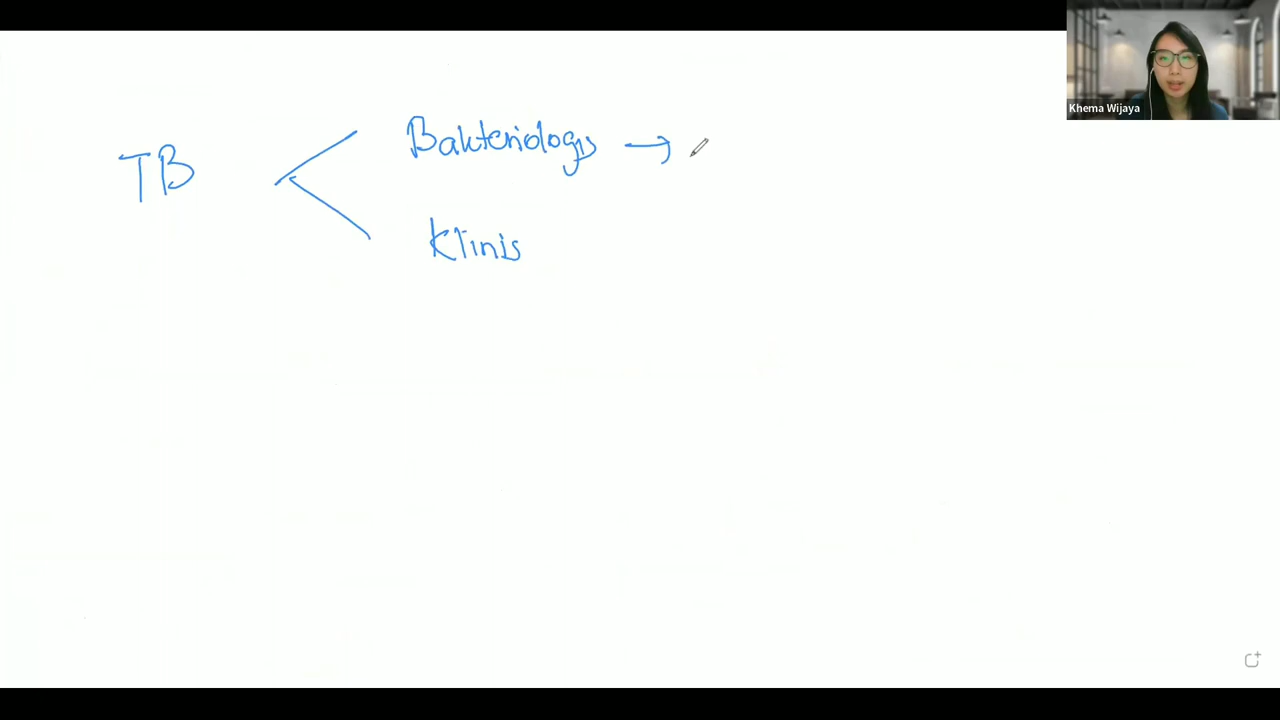 Khema Wijaya
TB
Bakteriologis →
Klinis